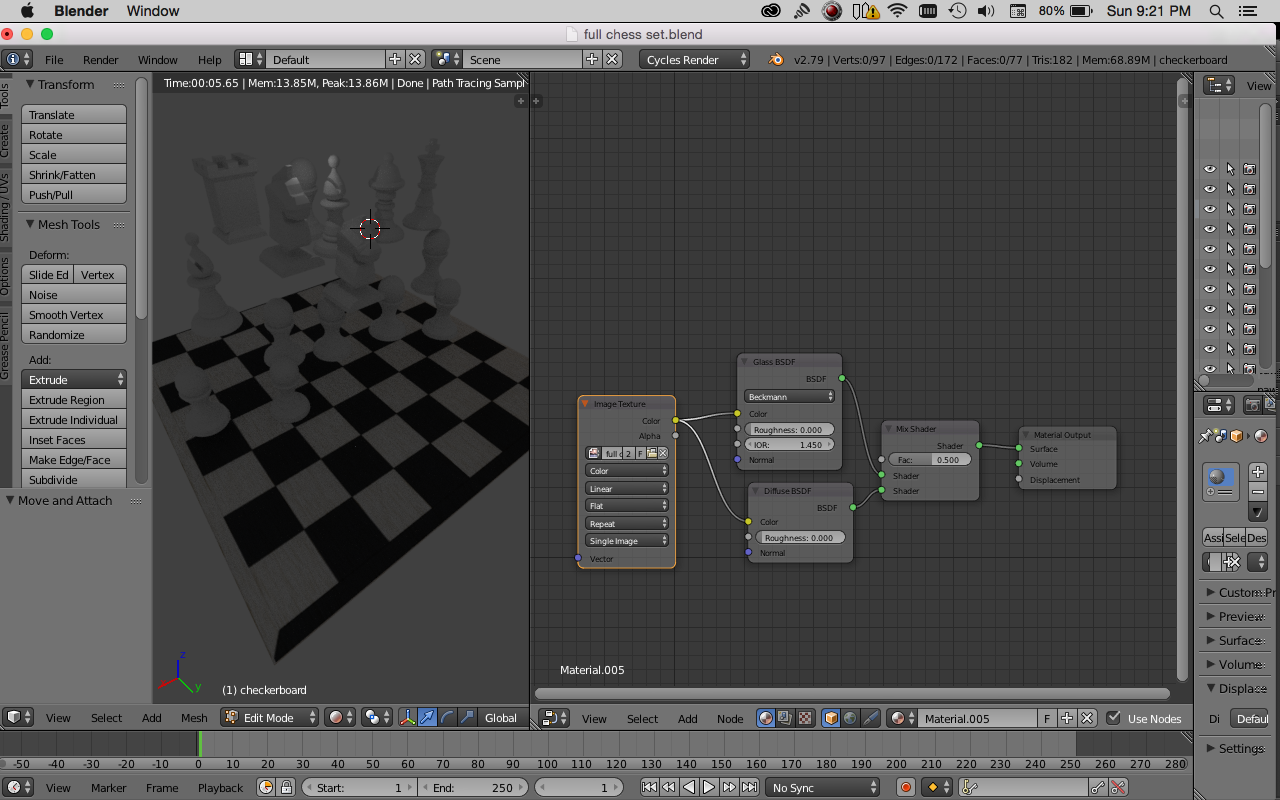 Blender Window
80% Sun 9:21 PM
full chess set.blend
File Render Window Help Default Scene Cycles Render v2.79 | Verts:0/97 | Edges:0/172 | Faces:0/77 | Tris:182 | Mem:68.89M | checkerboard
Tools
Create
Shading / UVs
Options
Grease Pencil
Transform
Translate
Rotate
Scale
Shrink/Fatten
Push/Pull
Mesh Tools
Deform:
Slide Ed Vertex
Noise
Smooth Vertex
Randomize
Add:
Extrude
Extrude Region
Extrude Individual
Inset Faces
Make Edge/Face
Subdivide
Move and Attach
Time:00:05.65 | Mem:13.85M, Peak:13.86M | Done | Path Tracing Sampl
z
y
(1) checkerboard
Image Texture
Color
Alpha
full c 2 F
Color
Linear
Flat
Repeat
Single Image
Vector
Glass BSDF
BSDF
Beckmann
Color
Roughness: 0.000
IOR: 1.450
Normal
Diffuse BSDF
BSDF
Color
Roughness: 0.000
Normal
Mix Shader
Shader
Fac: 0.500
Shader
Shader
Material Output
Surface
Volume
Displacement
Material.005
View
Assi Sele Des
Custom Pr
Preview
Surfac
Volume
Displace
Di Defaul
Settings
View Select Add Mesh Edit Mode Global
View Select Add Node Material.005 F Use Nodes
-50 -40 -30 -20 -10 0 10 20 30 40 50 60 70 80 90 100 110 120 130 140 150 160 170 180 190 200 210 220 230 240 250 260 270 280
View Marker Frame Playback Start: 1 End: 250 1 No Sync